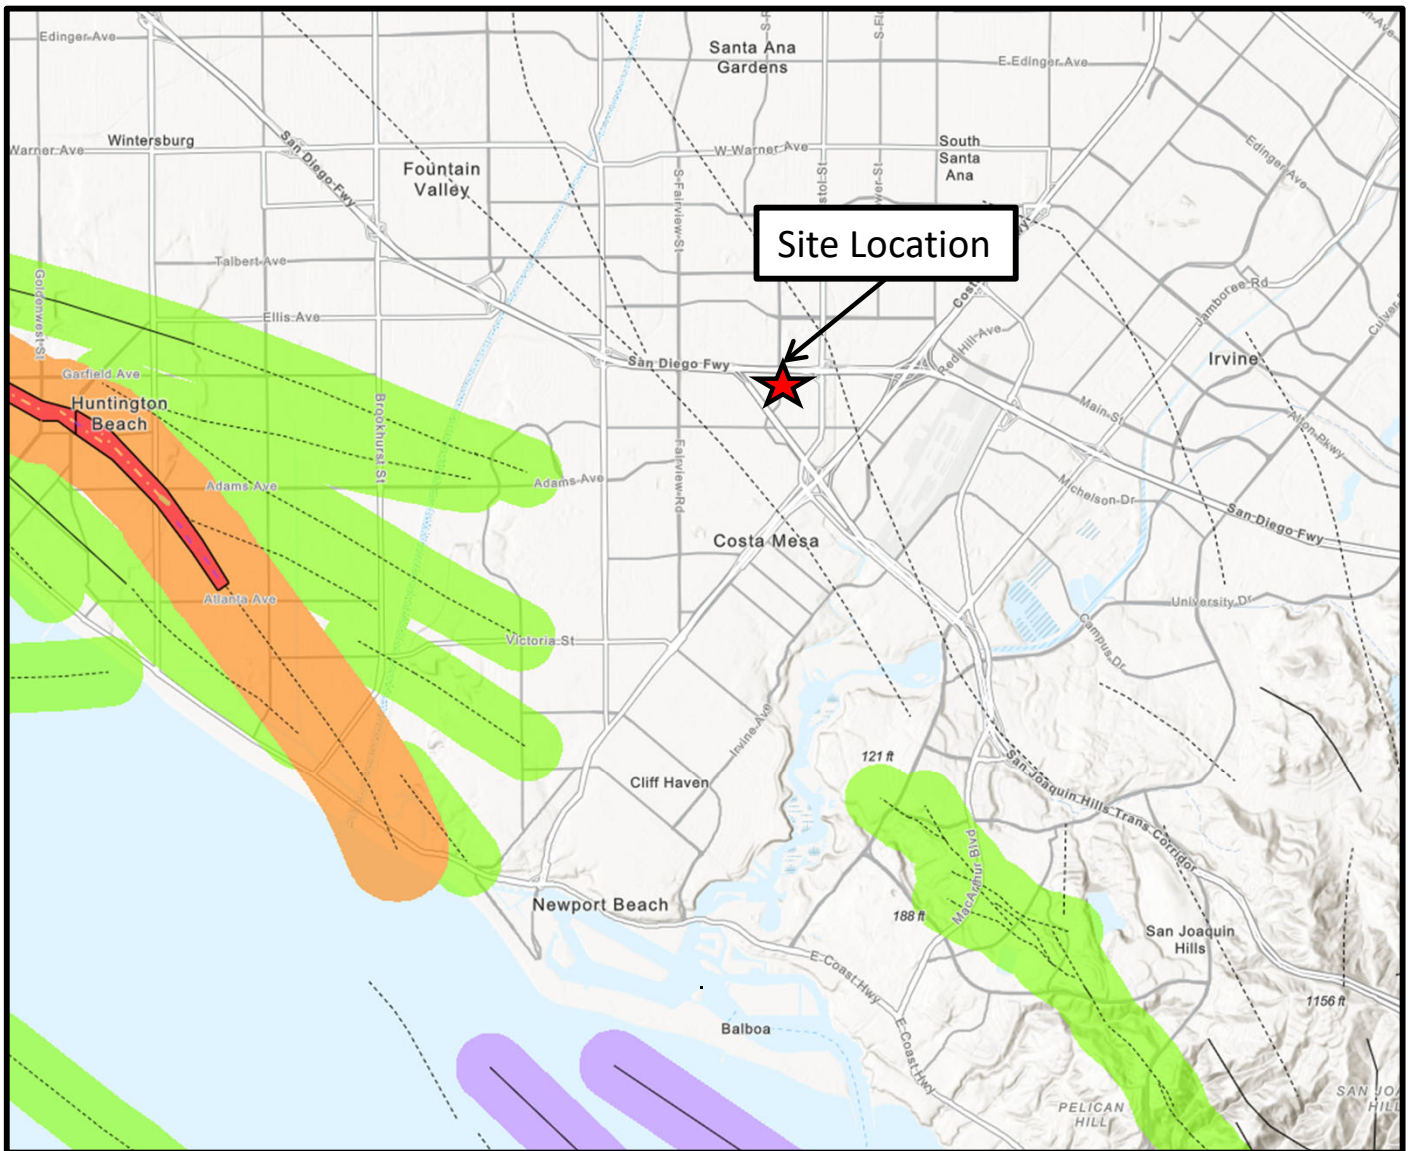 Edinger Ave
Santa Ana
Gardens
E Edinger Ave
Wintersburg
Warner Ave
San Diego Fwy
Fountain
Valley
W Warner Ave
South
Santa
Ana
Edinger Ave
S Fairview St
Site Location
Talbert Ave
Goldenwest St
Ellis Ave
Jamboree Rd
Red Hill Ave
Irvine
San Diego Fwy
Garfield Ave
Huntington
Beach
Brookhurst St
Main St
Alton Pkwy
Fairview Rd
Adams Ave
Adams Ave
Michelson Dr
San Diego Fwy
Costa Mesa
Atlanta Ave
University Dr
Campus Dr
Victoria St
Irvine Ave
121 ft
Cliff Haven
San Joaquin Hills Trans Corridor
MacArthur Blvd
Newport Beach
188 ft
San Joaquin
Hills
E Coast Hwy
1156 ft
Balboa
E Coast Hwy
PELICAN
HILL